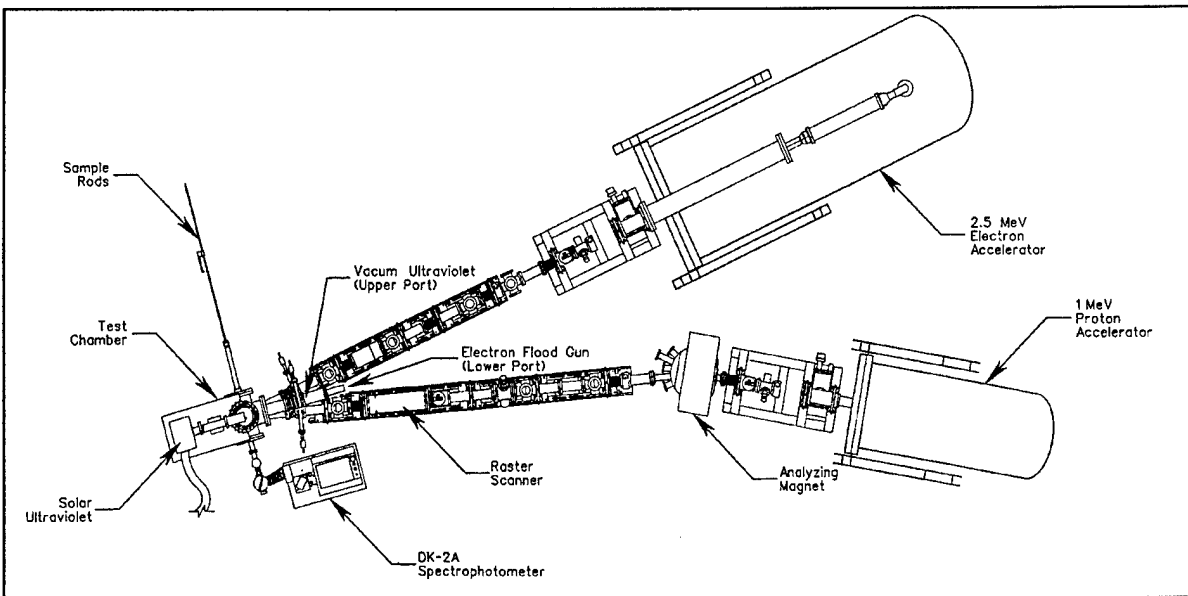 Sample
Rods
2.5 MeV
Electron
Accelerator
Vacum Ultraviolet
(Upper Port)
1 MeV
Proton
Accelerator
Test
Chamber
Electron Flood Gun
(Lower Port)
Raster
Scanner
Analyzing
Magnet
Solar
Ultraviolet
DK-2A
Spectrophotometer